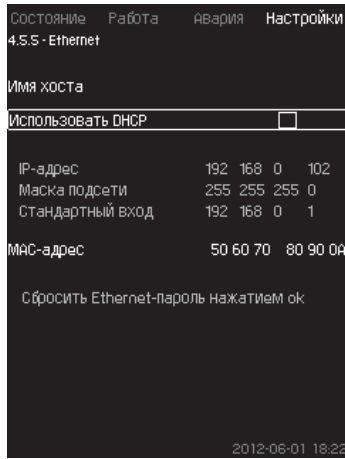 Состояние Работа Авария Настройки
4.5.5 - Ethernet
Имя хоста
Использовать DHCP
IP-адрес 192 168 0 102
Маска подсети 255 255 255 0
Стандартный вход 192 168 0 1
MAC-адрес 50 60 70 80 90 0A
Сбросить Ethernet-пароль нажатием ok
2012-06-01 18:22